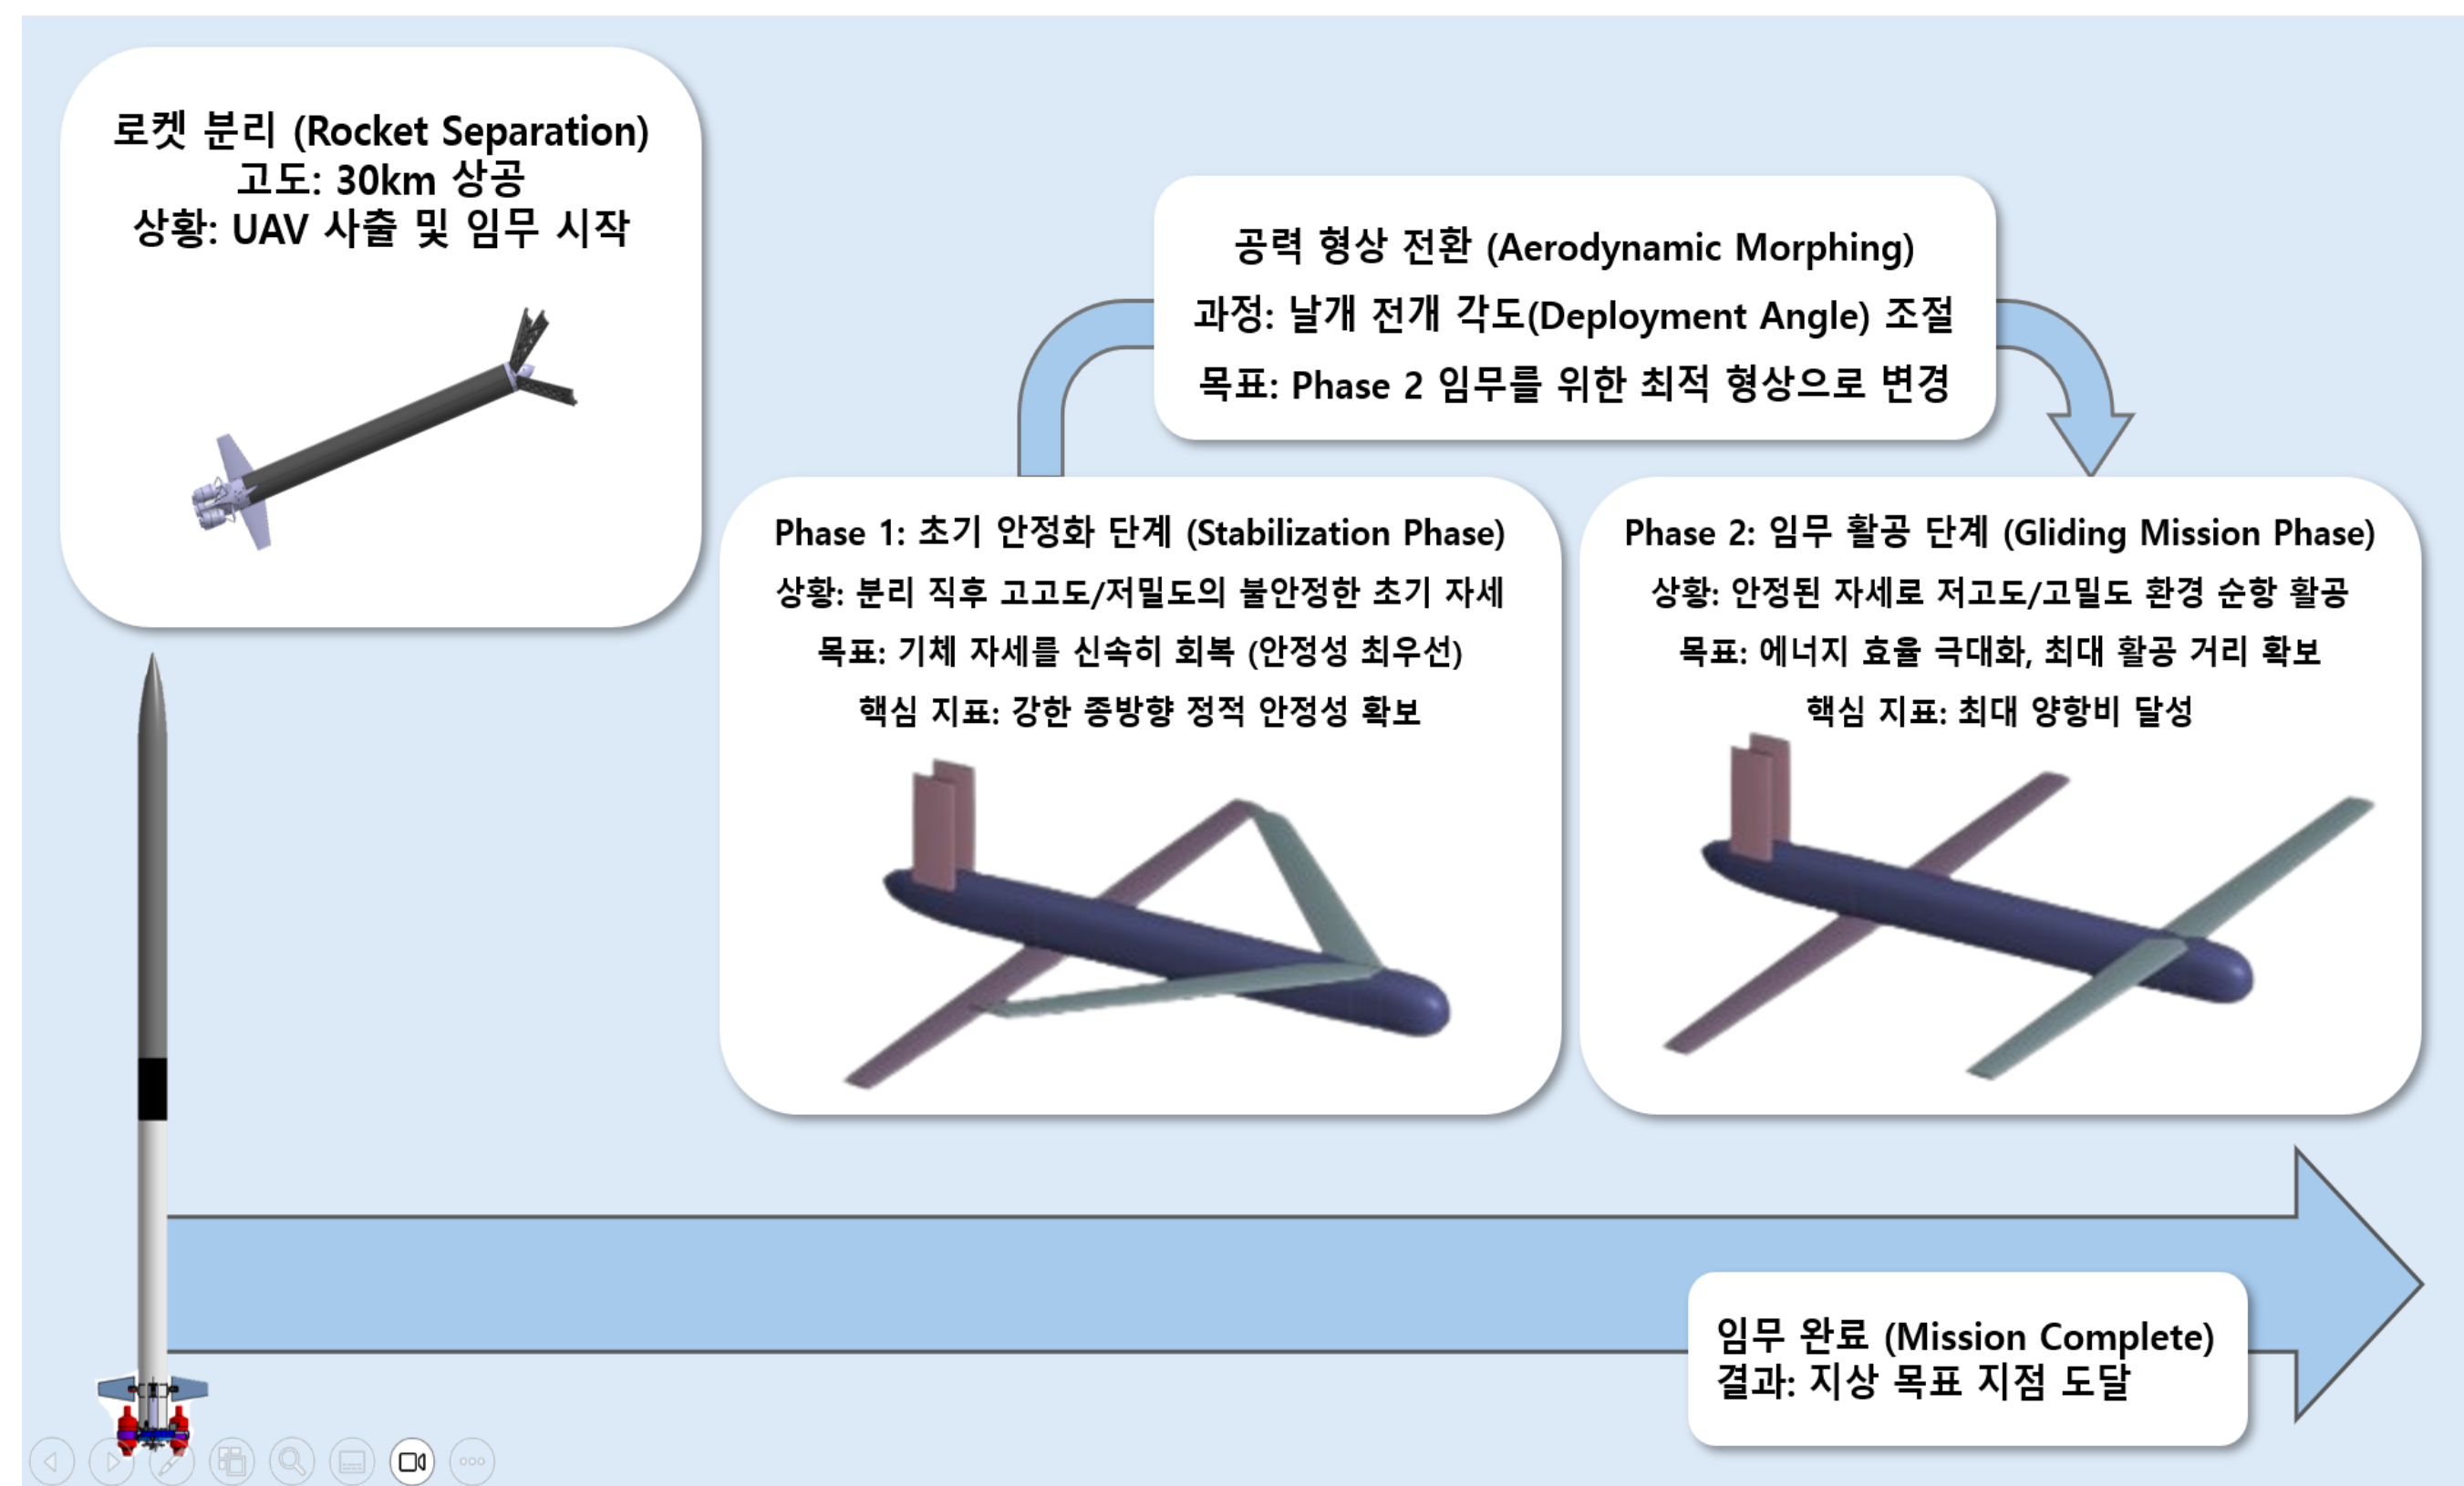 로켓 분리 (Rocket Separation)
고도: 30km 상공
상황: UAV 사출 및 임무 시작
공력 형상 전환 (Aerodynamic Morphing)
과정: 날개 전개 각도(Deployment Angle) 조절
목표: Phase 2 임무를 위한 최적 형상으로 변경
Phase 1: 초기 안정화 단계 (Stabilization Phase)
상황: 분리 직후 고고도/저밀도의 불안정한 초기 자세
목표: 기체 자세를 신속히 회복 (안정성 최우선)
핵심 지표: 강한 종방향 정적 안정성 확보
Phase 2: 임무 활공 단계 (Gliding Mission Phase)
상황: 안정된 자세로 저고도/고밀도 환경 순항 활공
목표: 에너지 효율 극대화, 최대 활공 거리 확보
핵심 지표: 최대 양항비 달성
임무 완료 (Mission Complete)
결과: 지상 목표 지점 도달